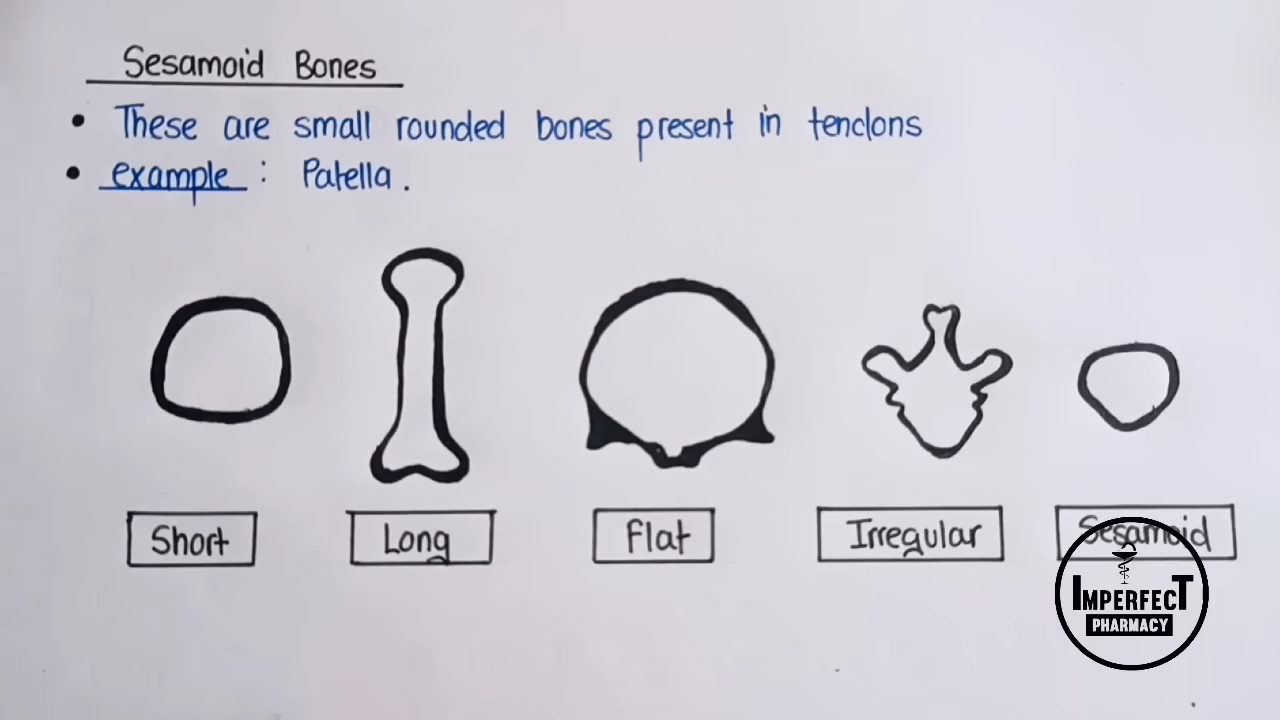 Sesamoid Bones
• These are small rounded bones present in tendons
• example : Patella.
Short
Long
Flat
Irregular
Sesamoid
IMPERFECT
PHARMACY